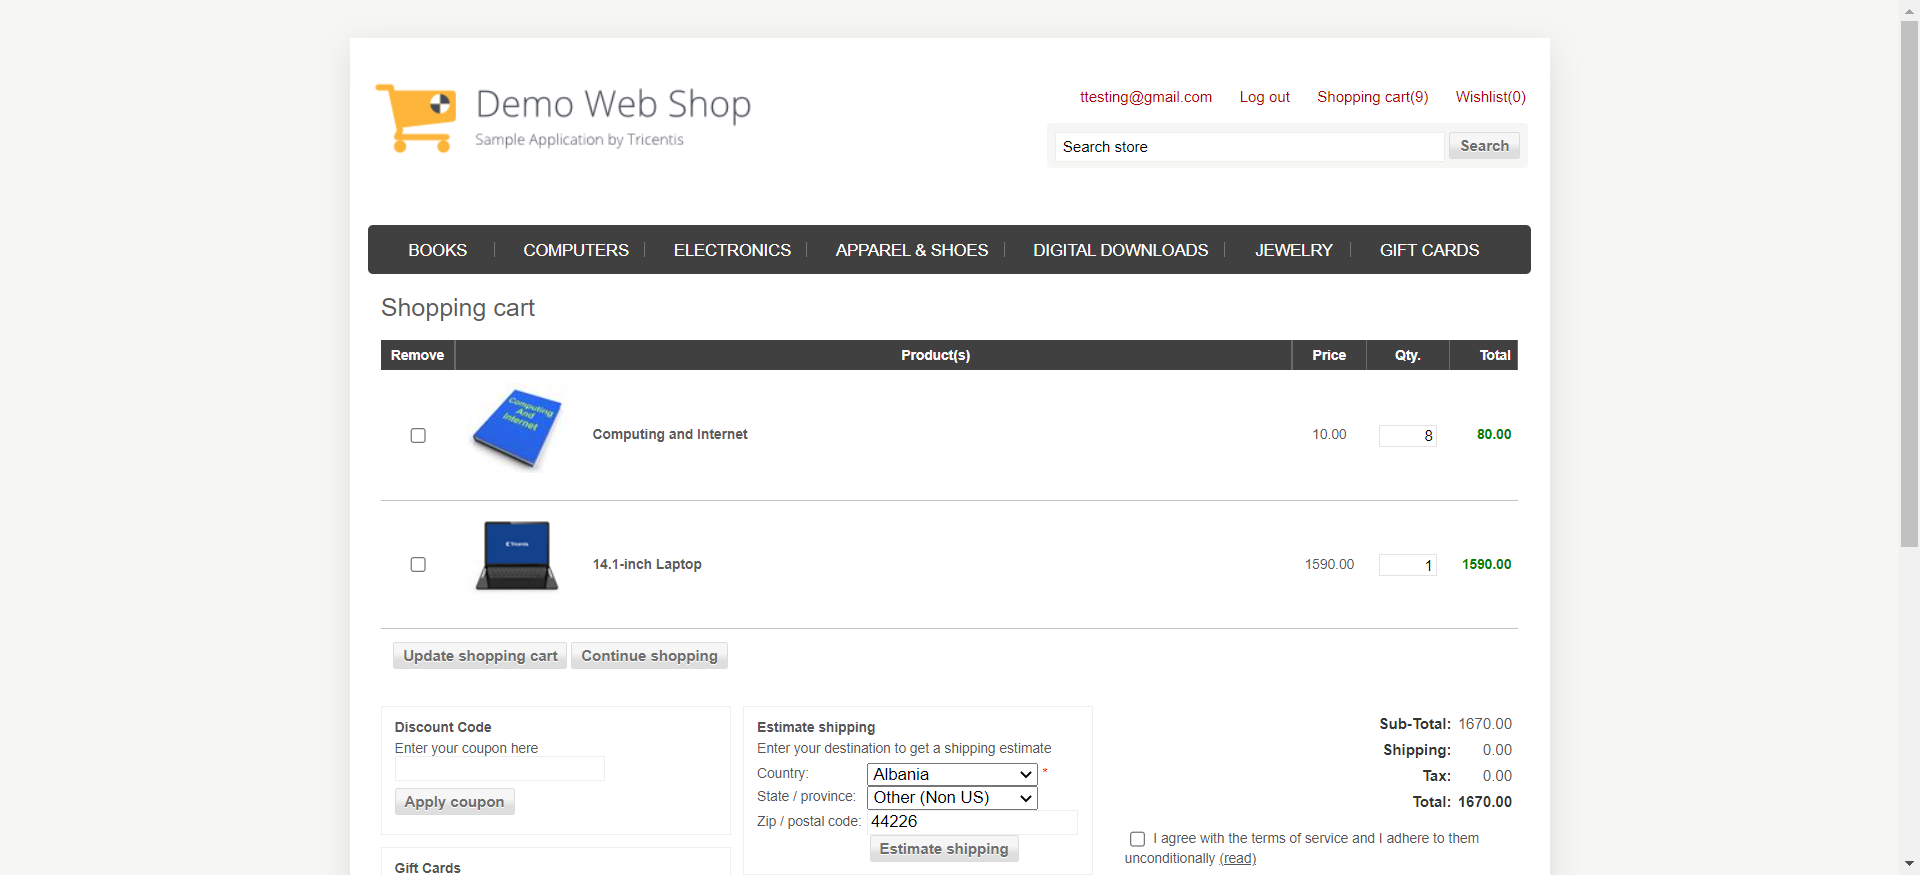 Demo Web Shop
Sample Application by Tricentis
ttesting@gmail.com Log out Shopping cart(9) Wishlist(0)
Search store Search
BOOKS COMPUTERS ELECTRONICS APPAREL & SHOES DIGITAL DOWNLOADS JEWELRY GIFT CARDS
Shopping cart
Remove Product(s) Price Qty. Total
Computing
And
Internet
Computing and Internet 10.00 8 80.00
Tricentis
14.1-inch Laptop 1590.00 1 1590.00
Update shopping cart Continue shopping
Discount Code
Enter your coupon here
Apply coupon
Gift Cards
Estimate shipping
Enter your destination to get a shipping estimate
Country: Albania *
State / province: Other (Non US)
Zip / postal code: 44226
Estimate shipping
Sub-Total: 1670.00
Shipping: 0.00
Tax: 0.00
Total: 1670.00
I agree with the terms of service and I adhere to them
unconditionally (read)